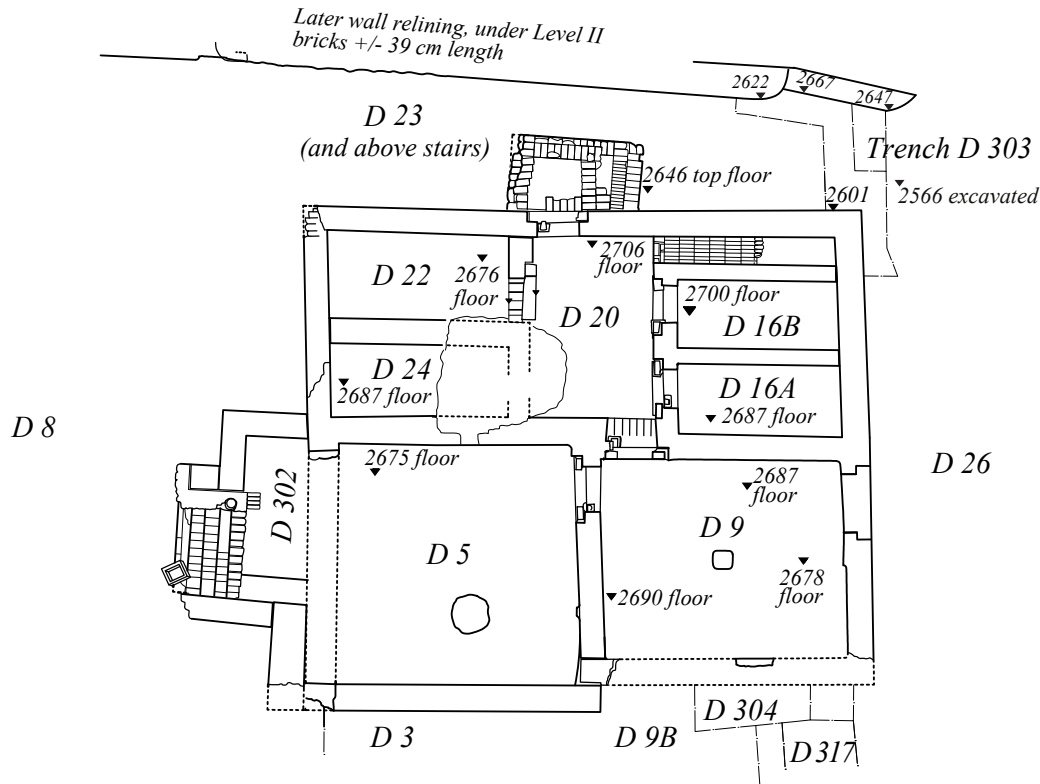 Later wall relining, under Level II
bricks +/- 39 cm length
2622
2667
2647
D 23
(and above stairs)
Trench D 303
2646 top floor
2601
2566 excavated
D 22
2676
floor
2706
floor
D 20
2700 floor
D 16B
D 24
2687 floor
D 16A
2687 floor
D 8
D 302
2675 floor
D 5
2687
floor
D 9
2678
floor
2690 floor
D 26
D 3
D 9B
D 304
D 317